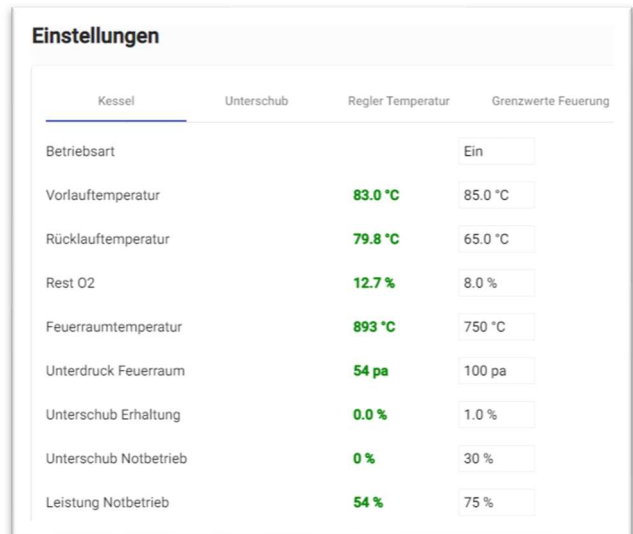 Einstellungen
Kessel Unterschub Regler Temperatur Grenzwerte Feuerung
Betriebsart Ein
Vorlauftemperatur 83.0 °C 85.0 °C
Rücklauftemperatur 79.8 °C 65.0 °C
Rest O2 12.7 % 8.0 %
Feuerraumtemperatur 893 °C 750 °C
Unterdruck Feuerraum 54 pa 100 pa
Unterschub Erhaltung 0.0 % 1.0 %
Unterschub Notbetrieb 0 % 30 %
Leistung Notbetrieb 54 % 75 %